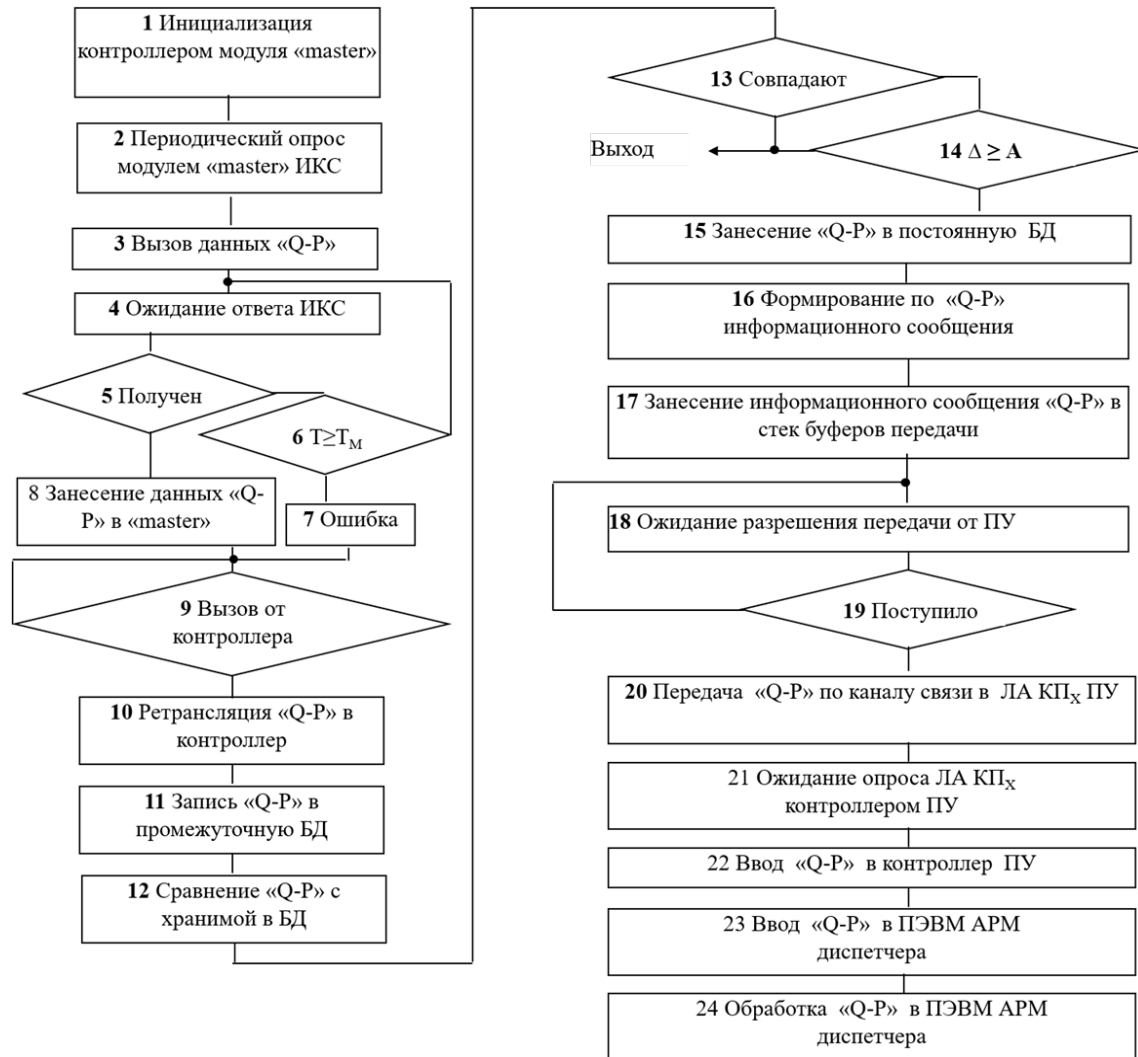 1 Инициализация
контроллером модуля «master»
2 Периодический опрос
модулем «master» ИКС
3 Вызов данных «Q-P»
4 Ожидание ответа ИКС
5 Получен
6 T≥TМ
8 Занесение данных «Q-
P» в «master»
7 Ошибка
9 Вызов от
контроллера
10 Ретрансляция «Q-P» в
контроллер
11 Запись «Q-P» в
промежуточную БД
12 Сравнение «Q-P» с
хранимой в БД
13 Совпадают
Выход
14 Δ ≥ А
15 Занесение «Q-P» в постоянную БД
16 Формирование по «Q-P»
информационного сообщения
17 Занесение информационного сообщения «Q-P» в
стек буферов передачи
18 Ожидание разрешения передачи от ПУ
19 Поступило
20 Передача «Q-P» по каналу связи в ЛА КПХ ПУ
21 Ожидание опроса ЛА КПХ
контроллером ПУ
22 Ввод «Q-P» в контроллер ПУ
23 Ввод «Q-P» в ПЭВМ АРМ
диспетчера
24 Обработка «Q-P» в ПЭВМ АРМ
диспетчера